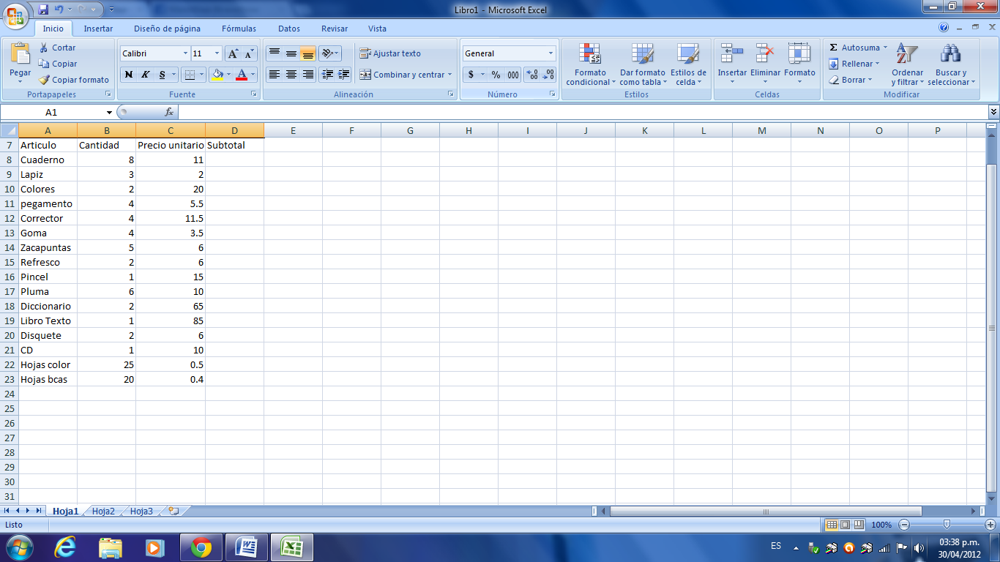 Libro1 - Microsoft Excel
Inicio Insertar Diseño de página Fórmulas Datos Revisar Vista
Cortar
Copiar
Copiar formato
Pegar
Portapapeles
Calibri 11
N K S
A A
A
Fuente
Ajustar texto
Combinar y centrar
Alineación
General
$ % 000
Número
Formato condicional
Dar formato como tabla
Estilos de celda
Estilos
Insertar Eliminar Formato
Celdas
Σ Autosuma
Rellenar
Borrar
Ordenar y filtrar
Buscar y seleccionar
Modificar
A1 fx
A B C D E F G H I J K L M N O P
7 Articulo Cantidad Precio unitario Subtotal
8 Cuaderno 8 11
9 Lapiz 3 2
10 Colores 2 20
11 pegamento 4 5.5
12 Corrector 4 11.5
13 Goma 4 3.5
14 Zacapuntas 5 6
15 Refresco 2 6
16 Pincel 1 15
17 Pluma 6 10
18 Diccionario 2 65
19 Libro Texto 1 85
20 Disquete 2 6
21 CD 1 10
22 Hojas color 25 0.5
23 Hojas bcas 20 0.4
24
25
26
27
28
29
30
31
Hoja1 Hoja2 Hoja3
Listo 100%
ES 03:38 p.m.
30/04/2012